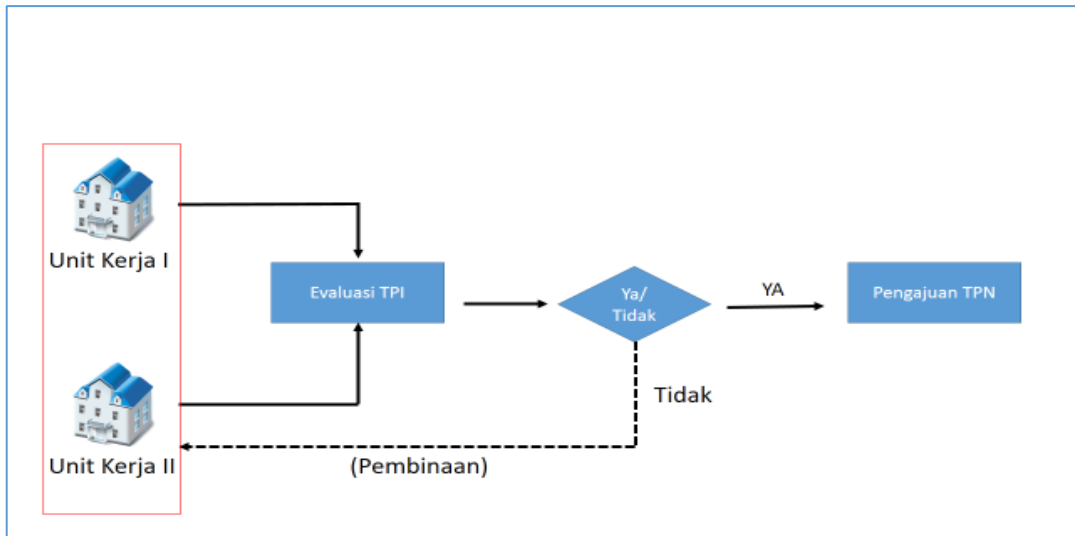 Unit Kerja I
Evaluasi TPI
Ya/
Tidak
YA
Pengajuan TPN
Tidak
(Pembinaan)
Unit Kerja II